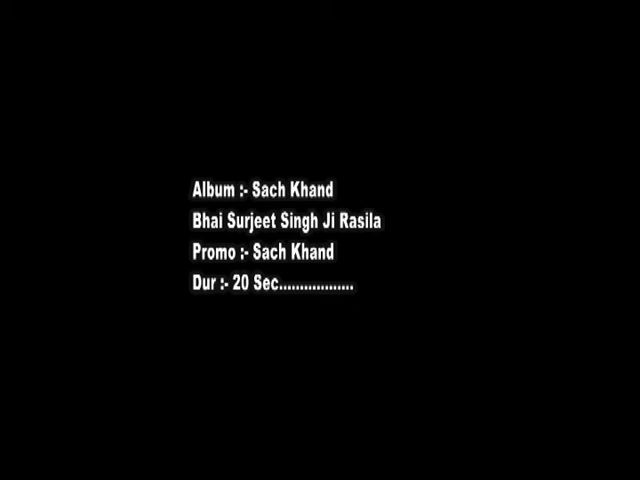 Album :- Sach Khand
Bhai Surjeet Singh Ji Rasila
Promo :- Sach Khand
Dur :- 20 Sec..................